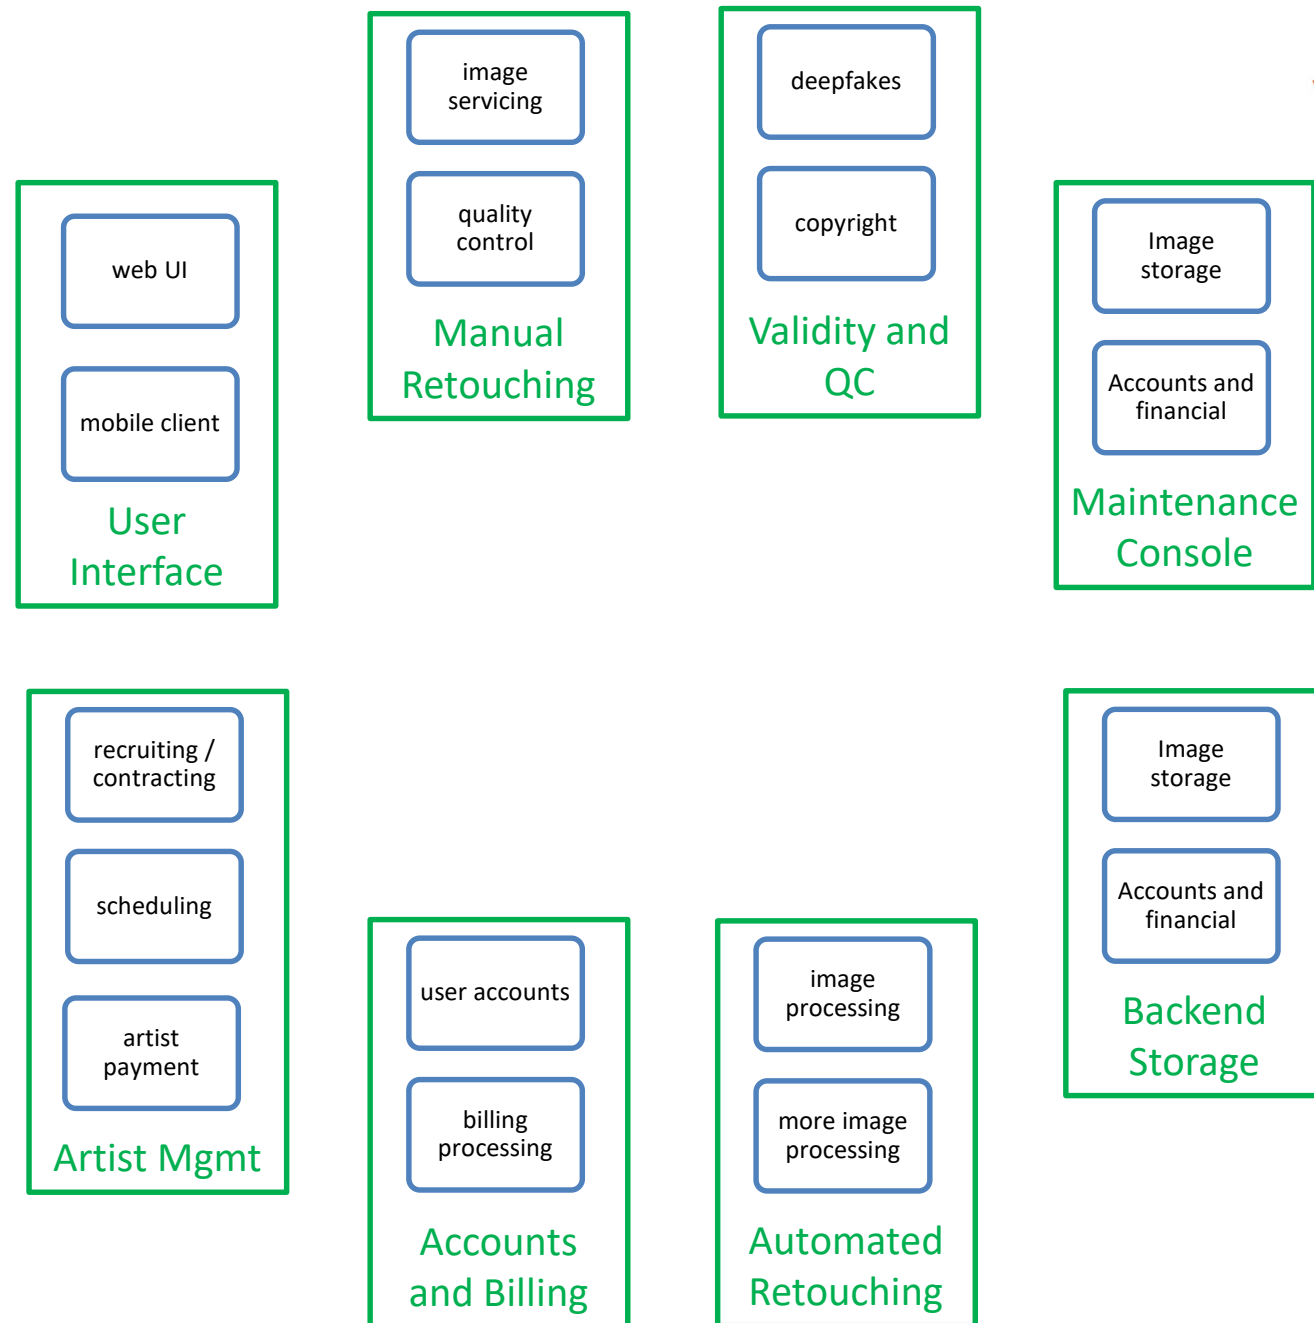 image
servicing
quality
control
Manual
Retouching
deepfakes
copyright
Validity and
QC
web UI
mobile client
User
Interface
Image
storage
Accounts and
financial
Maintenance
Console
recruiting /
contracting
scheduling
artist
payment
Artist Mgmt
user accounts
billing
processing
Accounts
and Billing
image
processing
more image
processing
Automated
Retouching
Image
storage
Accounts and
financial
Backend
Storage